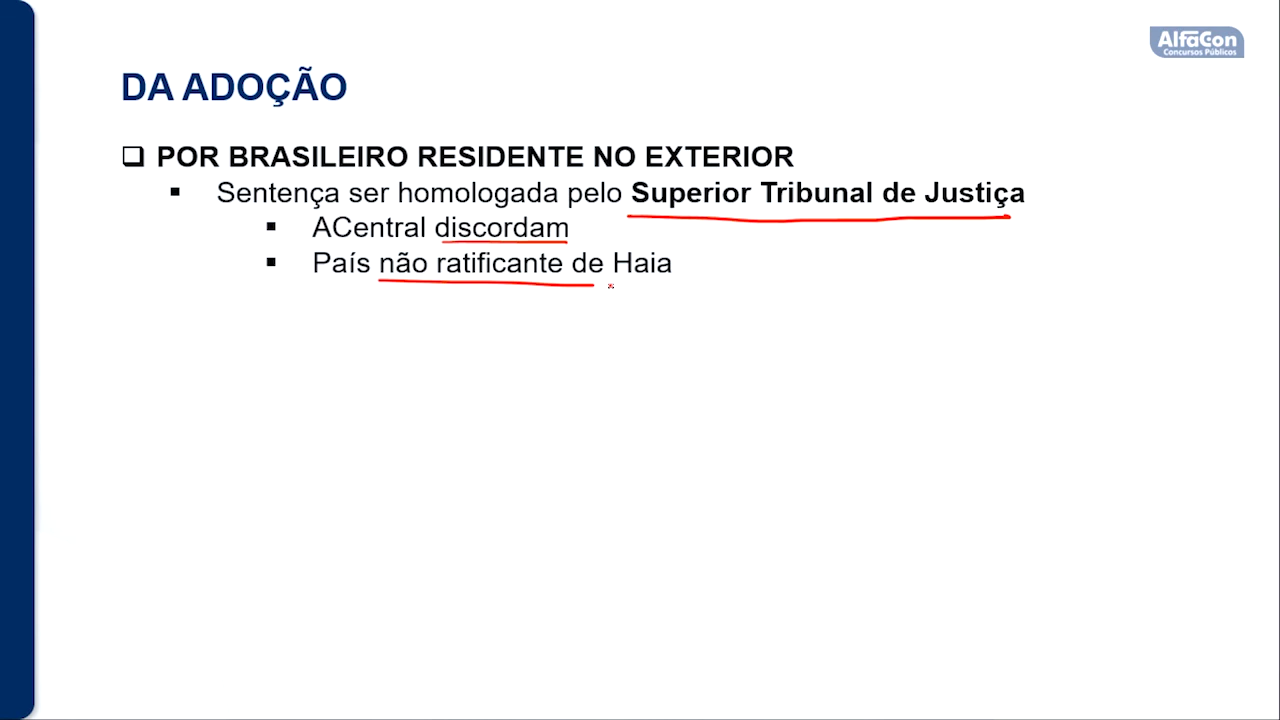 AlfaCon
Concursos Públicos
DA ADOÇÃO
POR BRASILEIRO RESIDENTE NO EXTERIOR
Sentença ser homologada pelo Superior Tribunal de Justiça
ACentral discordam
País não ratificante de Haia